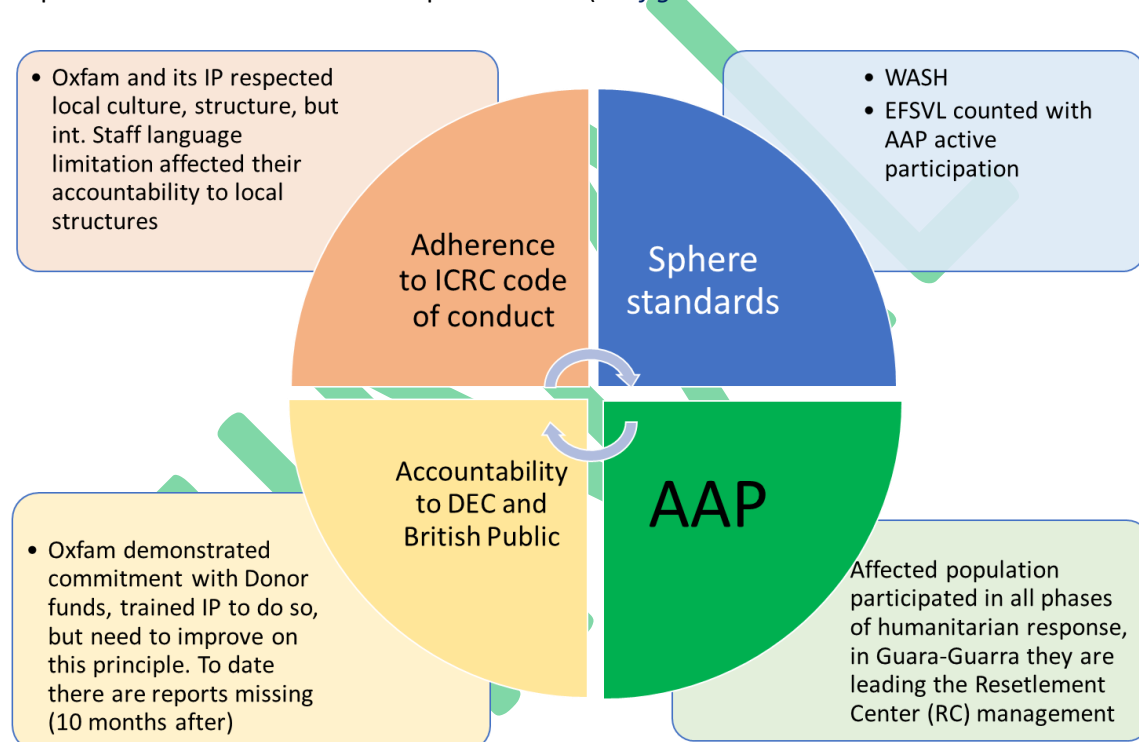 • Oxfam and its IP respected
local culture, structure, but
int. Staff language
limitation affected their
accountability to local
structures
• WASH
• EFSVL counted with
AAP active
participation
Adherence
to ICRC code
of conduct
Sphere
standards
Accountability
to DEC and
British Public
AAP
• Oxfam demonstrated
commitment with Donor
funds, trained IP to do so,
but need to improve on
this principle. To date
there are reports missing
(10 months after)
Affected population
participated in all phases
of humanitarian response,
in Guara-Guarra they are
leading the Resetlement
Center (RC) management